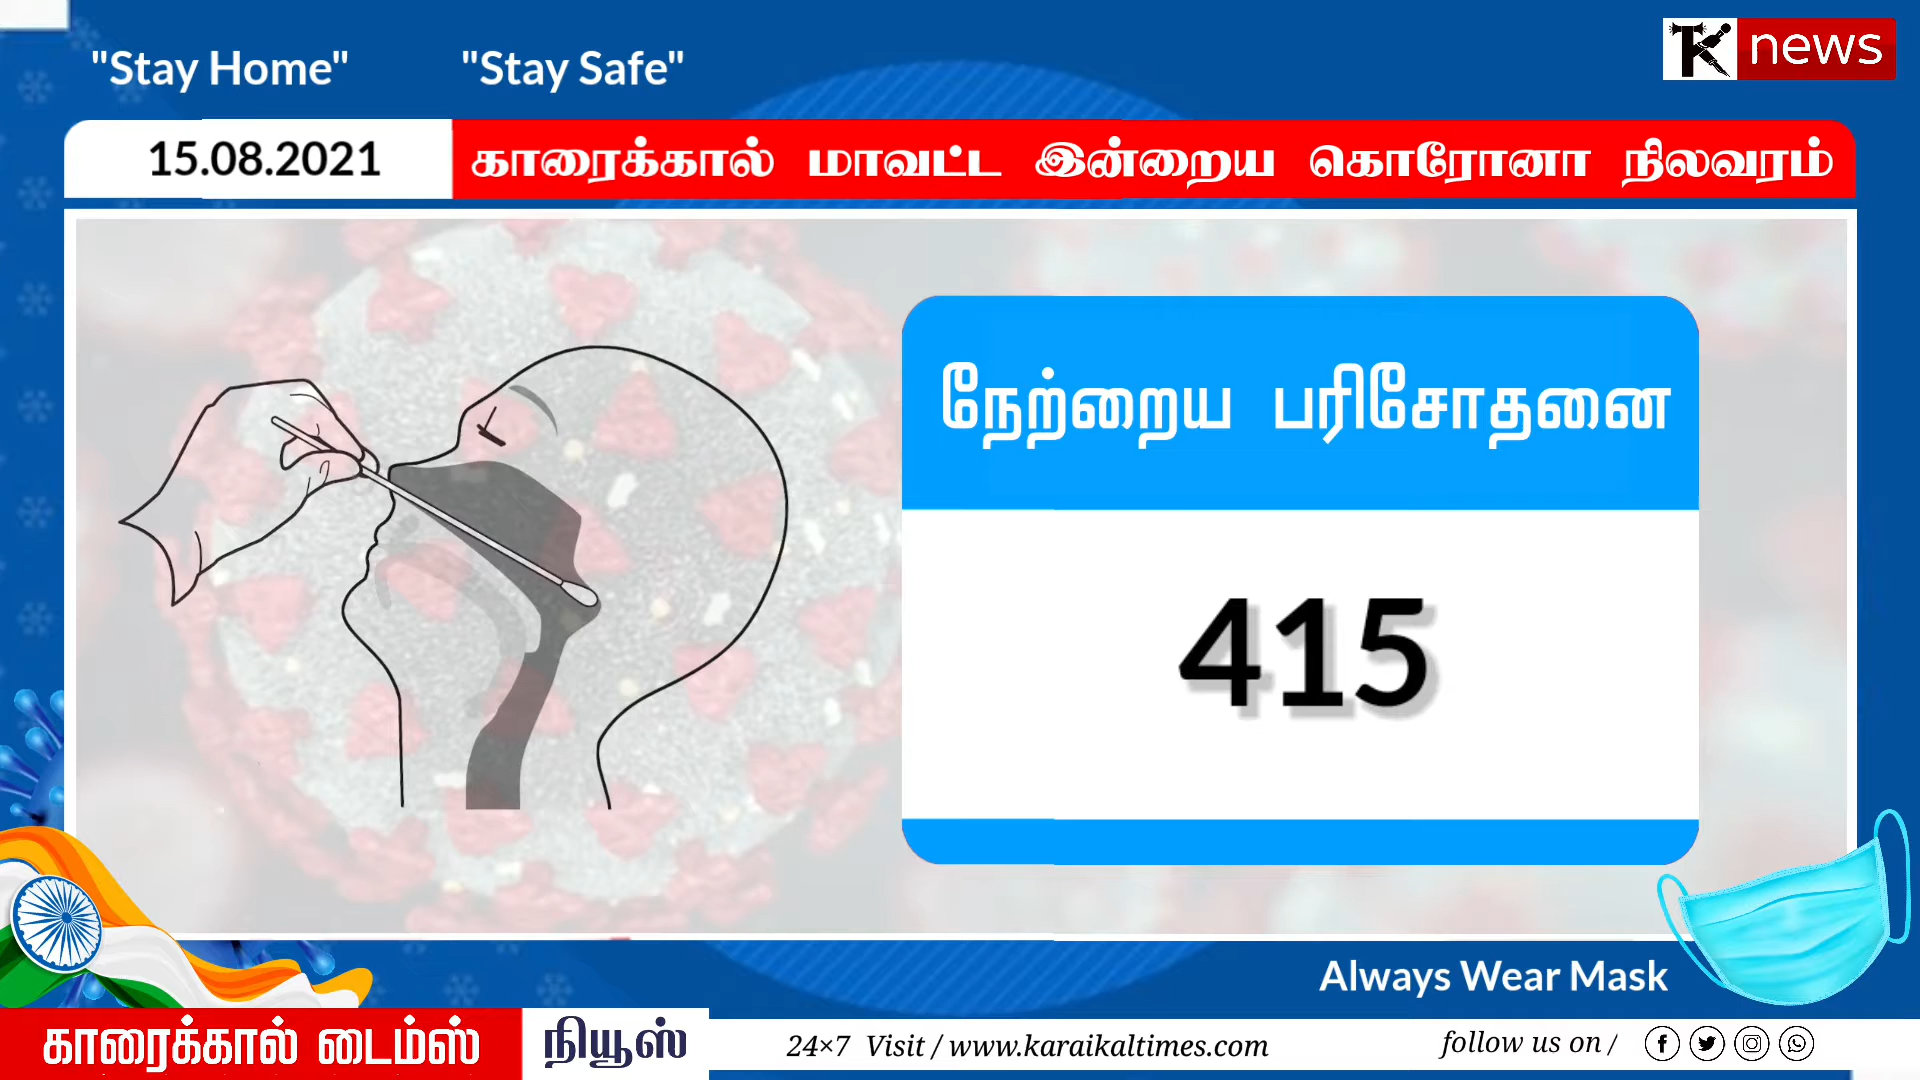 "Stay Home" "Stay Safe"
TK news
15.08.2021 காரைக்கால் மாவட்ட இன்றைய கொரோனா நிலவரம்
நேற்றைய பரிசோதனை
415
Always Wear Mask
காரைக்கால் டைம்ஸ் நியூஸ்
24×7 Visit / www.karaikaltimes.com
follow us on /